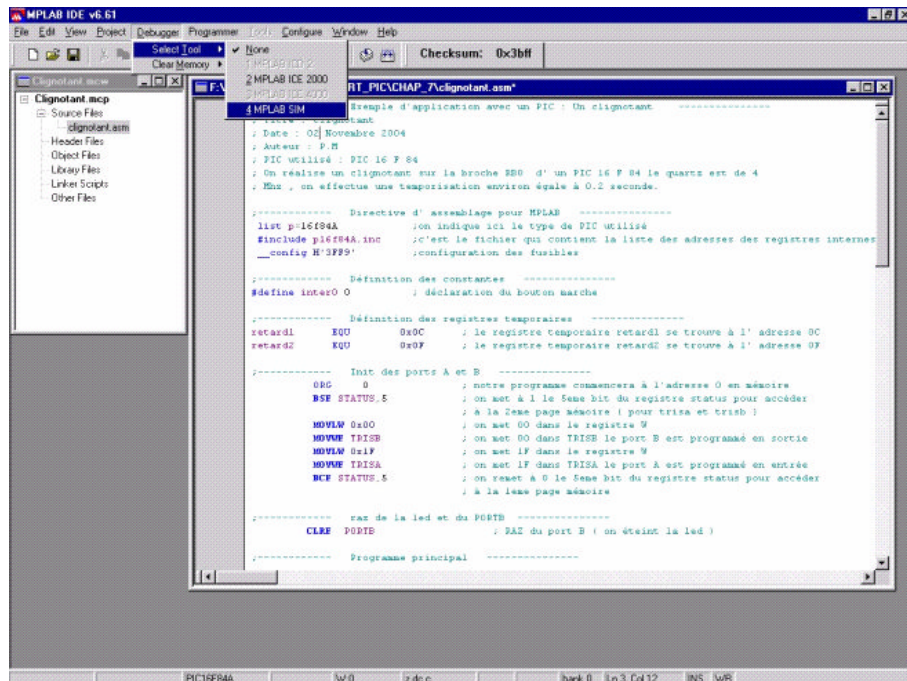 MPLAB IDE v6.61
File Edit View Project Debugger Programmer Tools Configure Window Help
Select Tool
Clear Memory
None
1 MPLAB ICD 2
2 MPLAB ICE 2000
3 MPLAB ICE 4000
4 MPLAB SIM
Checksum: 0x3bff
Clignotant.mcw
Clignotant.mcp
Source Files
clignotant.asm
Header Files
Object Files
Library Files
Linker Scripts
Other Files
RT_PIC\CHAP_7\clignotant.asm*
Exemple d'application avec un PIC : Un clignotant ---------------
; Date : 02 Novembre 2004
; Auteur : P.M
; PIC utilisé : PIC 16 F 84
; On réalise un clignotant sur la broche RB0 d' un PIC 16 F 84 le quartz est de 4
; Mhz , on effectue une temporisation environ égale à 0.2 seconde.
;------------ Directive d' assemblage pour MPLAB ---------------
list p=16f84A ;on indique ici le type de PIC utilisé
#include p16f84A.inc ;c'est le fichier qui contient la liste des adresses des registres internes
__config H'3FF9' ;configuration des fusibles
;------------ Définition des constantes ---------------
#define inter0 0 ; déclaration du bouton marche
;------------ Définition des registres temporaires ---------------
retard1 EQU 0x0C ; le registre temporaire retard1 se trouve à l' adresse 0C
retard2 EQU 0x0F ; le registre temporaire retard2 se trouve à l' adresse 0F
;------------ Init des ports A et B ---------------
ORG 0 ; notre programme commencera à l'adresse 0 en mémoire
BSF STATUS,5 ; on met à 1 le 5eme bit du registre status pour accéder
; à la 2eme page mémoire ( pour trisa et trisb )
MOVLW 0x00 ; on met 00 dans le registre W
MOVWF TRISB ; on met 00 dans TRISB le port B est programmé en sortie
MOVLW 0x1F ; on met 1F dans le registre W
MOVWF TRISA ; on met 1F dans TRISA le port A est programmé en entrée
BCF STATUS,5 ; on remet à 0 le 5eme bit du registre status pour accéder
; à la 1eme page mémoire
;------------ raz de la led et du PORTB ---------------
CLRF PORTB ; RAZ du port B ( on éteint la led )
;------------ Programme principal ---------------
PIC16F84A W:0 z dc c bank 0 Ln 3, Col 12 INS WR